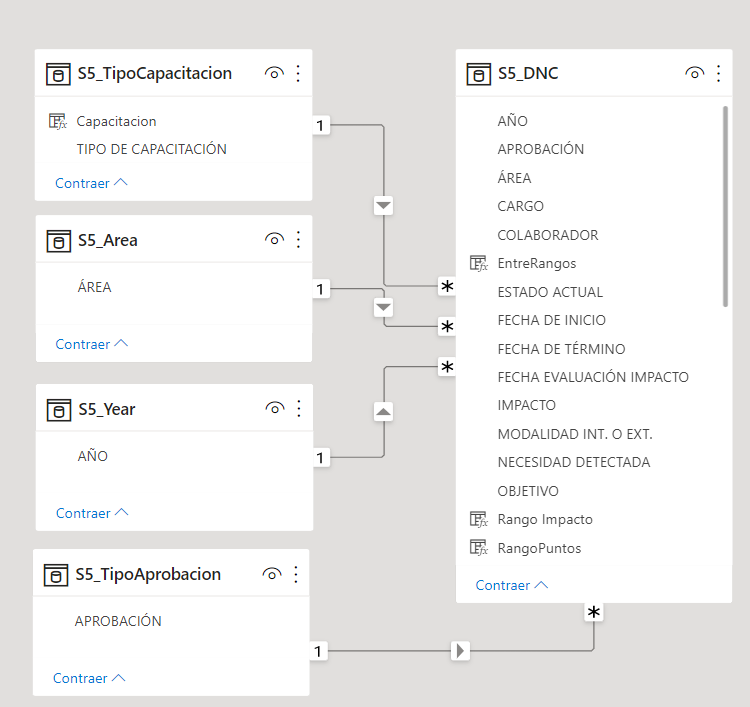 S5_TipoCapacitacion
Capacitacion
TIPO DE CAPACITACIÓN
Contraer
1
S5_Area
ÁREA
Contraer
1
S5_Year
AÑO
Contraer
1
S5_TipoAprobacion
APROBACIÓN
Contraer
1
S5_DNC
AÑO
APROBACIÓN
ÁREA
CARGO
COLABORADOR
EntreRangos
ESTADO ACTUAL
FECHA DE INICIO
FECHA DE TÉRMINO
FECHA EVALUACIÓN IMPACTO
IMPACTO
MODALIDAD INT. O EXT.
NECESIDAD DETECTADA
OBJETIVO
Rango Impacto
RangoPuntos
Contraer
*
*
*
*